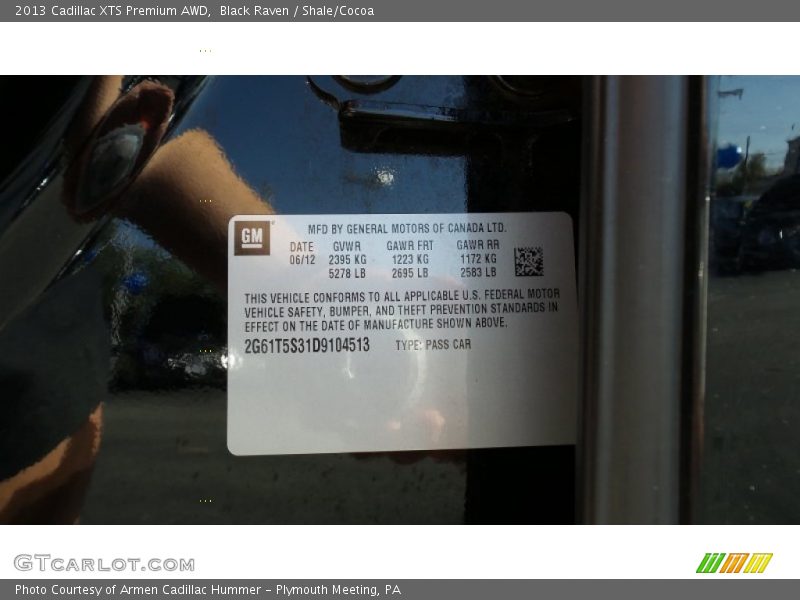 2013 Cadillac XTS Premium AWD,  Black Raven / Shale/Cocoa
GM
MFD BY GENERAL MOTORS OF CANADA LTD.
DATE GVWR GAWR FRT GAWR RR
06/12 2395 KG 1223 KG 1172 KG
5278 LB 2695 LB 2583 LB
THIS VEHICLE CONFORMS TO ALL APPLICABLE U.S. FEDERAL MOTOR
VEHICLE SAFETY, BUMPER, AND THEFT PREVENTION STANDARDS IN
EFFECT ON THE DATE OF MANUFACTURE SHOWN ABOVE.
2G61T5S31D9104513 TYPE: PASS CAR
GTCARLOT.COM
Photo Courtesy of Armen Cadillac Hummer - Plymouth Meeting, PA